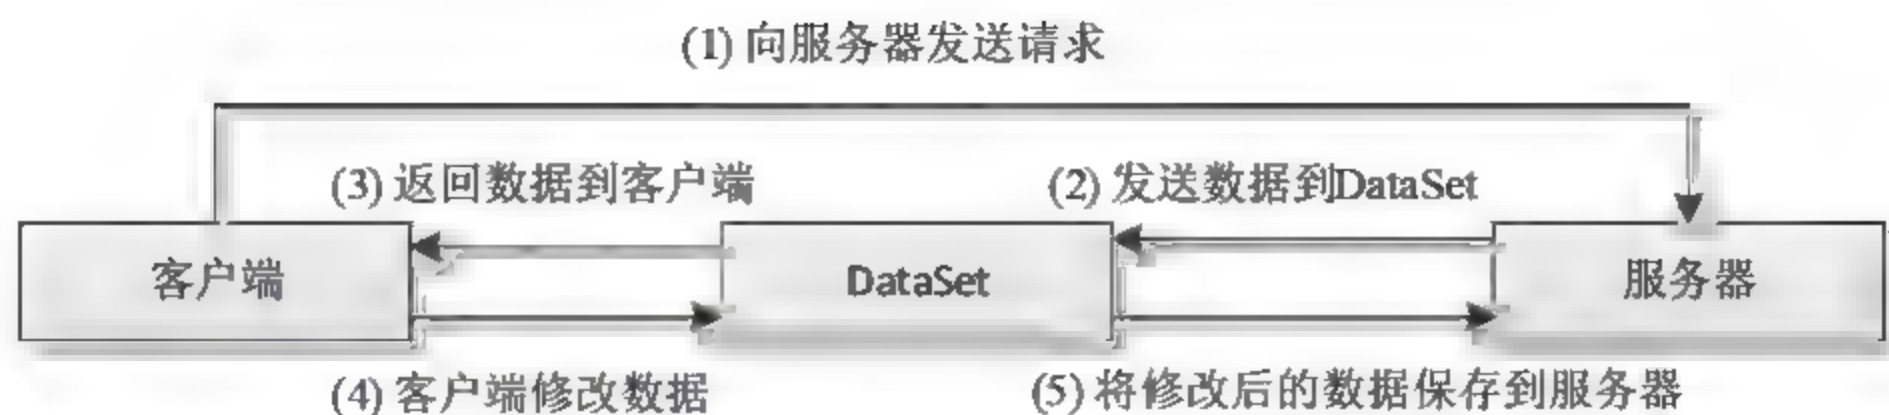 (1) 向服务器发送请求
(3) 返回数据到客户端
(2) 发送数据到DataSet
客户端
DataSet
服务器
(4) 客户端修改数据
(5) 将修改后的数据保存到服务器